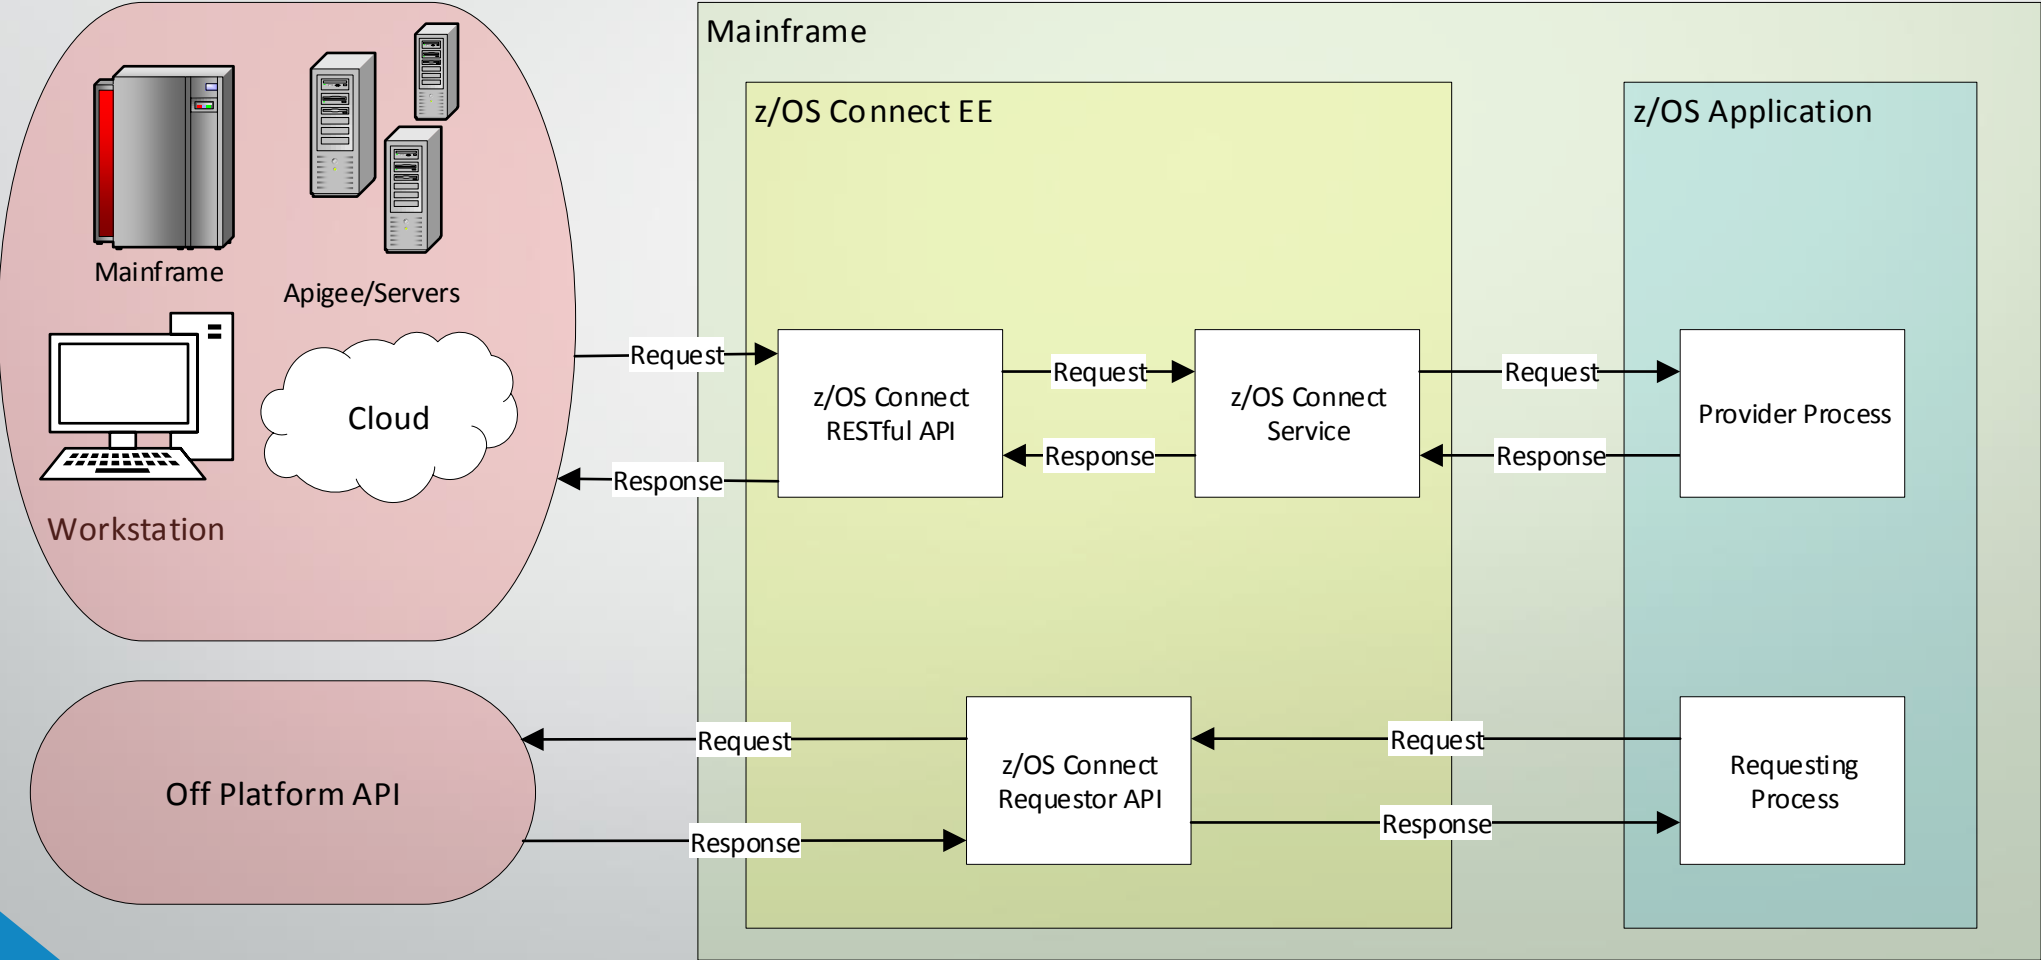 Mainframe
z/OS Connect EE
z/OS Application
Mainframe
Apigee/Servers
Cloud
Workstation
Request
Response
z/OS Connect
RESTful API
Request
Response
z/OS Connect
Service
Request
Response
Provider Process
Off Platform API
Request
Response
z/OS Connect
Requestor API
Request
Response
Requesting
Process